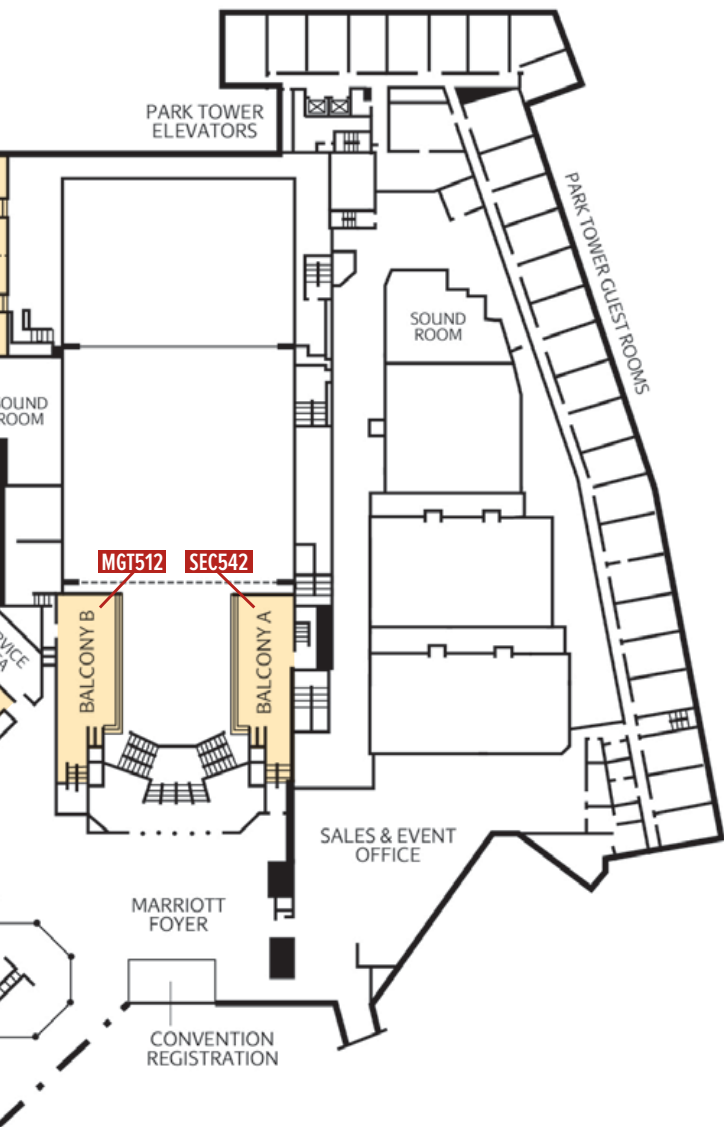 PARK TOWER
ELEVATORS
PARK TOWER GUEST ROOMS
SOUND
ROOM
OUND
ROOM
MGT512
SEC542
BALCONY B
BALCONY A
RVICE
SALES & EVENT
OFFICE
MARRIOTT
FOYER
CONVENTION
REGISTRATION